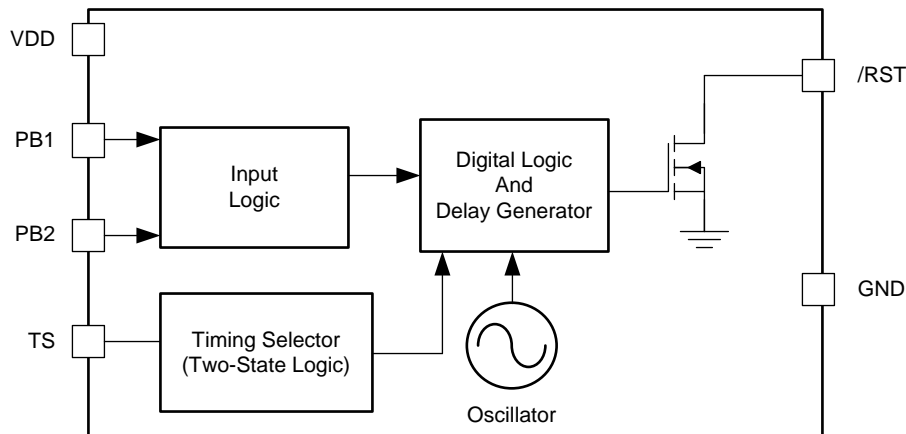 VDD
/RST
PB1
Input
Logic
Digital Logic
And
Delay Generator
PB2
GND
TS
Timing Selector
(Two-State Logic)
Oscillator